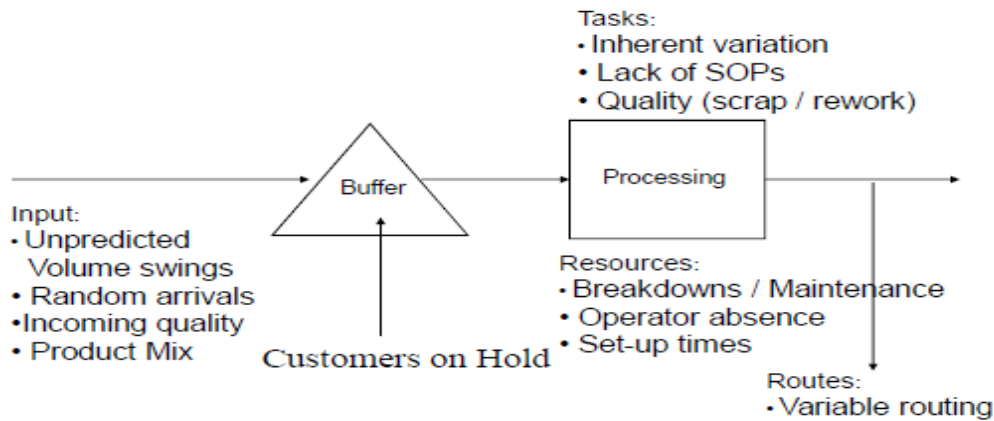 Tasks:
• Inherent variation
• Lack of SOPs
• Quality (scrap / rework)
Buffer
Processing
Input:
• Unpredicted
Volume swings
• Random arrivals
•Incoming quality
• Product Mix
Customers on Hold
Resources:
• Breakdowns / Maintenance
• Operator absence
• Set-up times
Routes:
• Variable routing